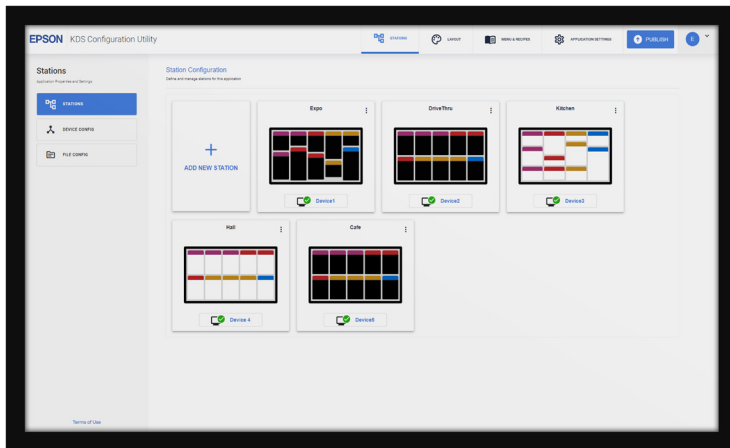 EPSON KDS Configuration Utility
STATIONS
LAYOUT
MENU & RECIPES
APPLICATION SETTINGS
PUBLISH
E
Stations
Application Properties and Settings
STATIONS
DEVICE CONFIG
FILE CONFIG
Station Configuration
Define and manage stations for this application
ADD NEW STATION
Expo
Device1
DriveThru
Device2
Kitchen
Device3
Hall
Device 4
Cafe
Device5
Terms of Use